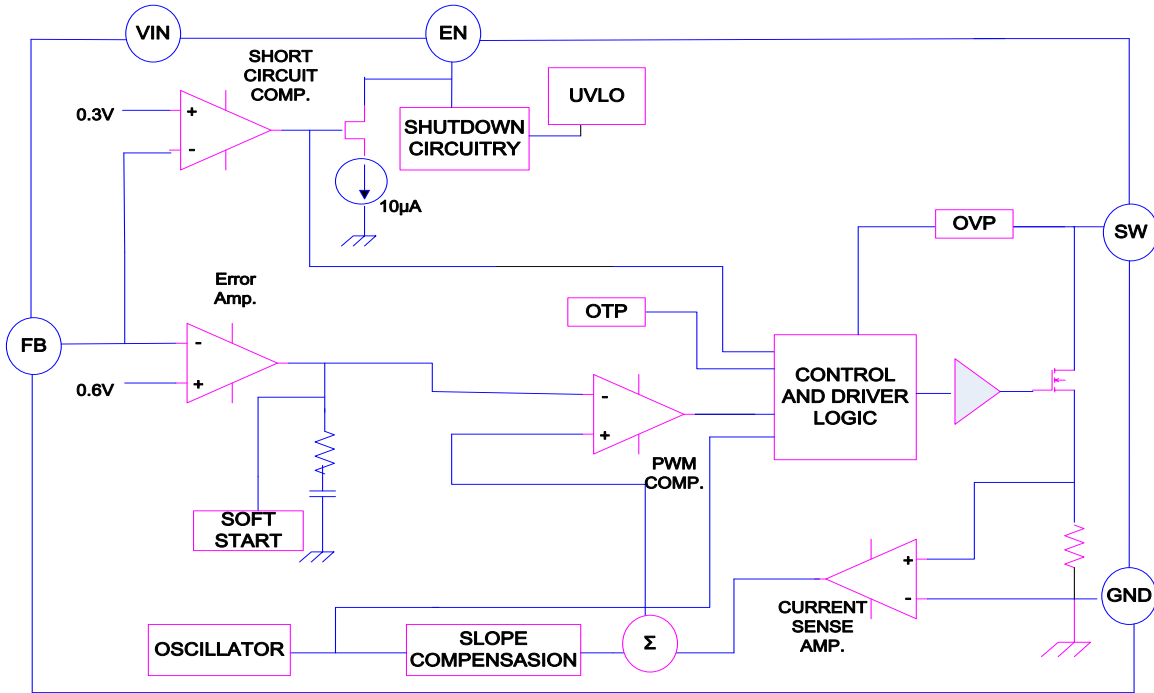 VIN
EN
SHORT
CIRCUIT
COMP.
UVLO
0.3V
+
-
SHUTDOWN
CIRCUITRY
10µA
OVP
SW
Error
Amp.
OTP
FB
-
+
0.6V
CONTROL
AND DRIVER
LOGIC
-
+
PWM
COMP.
SOFT
START
+
-
CURRENT
SENSE
AMP.
GND
OSCILLATOR
SLOPE
COMPENSASION
Σ